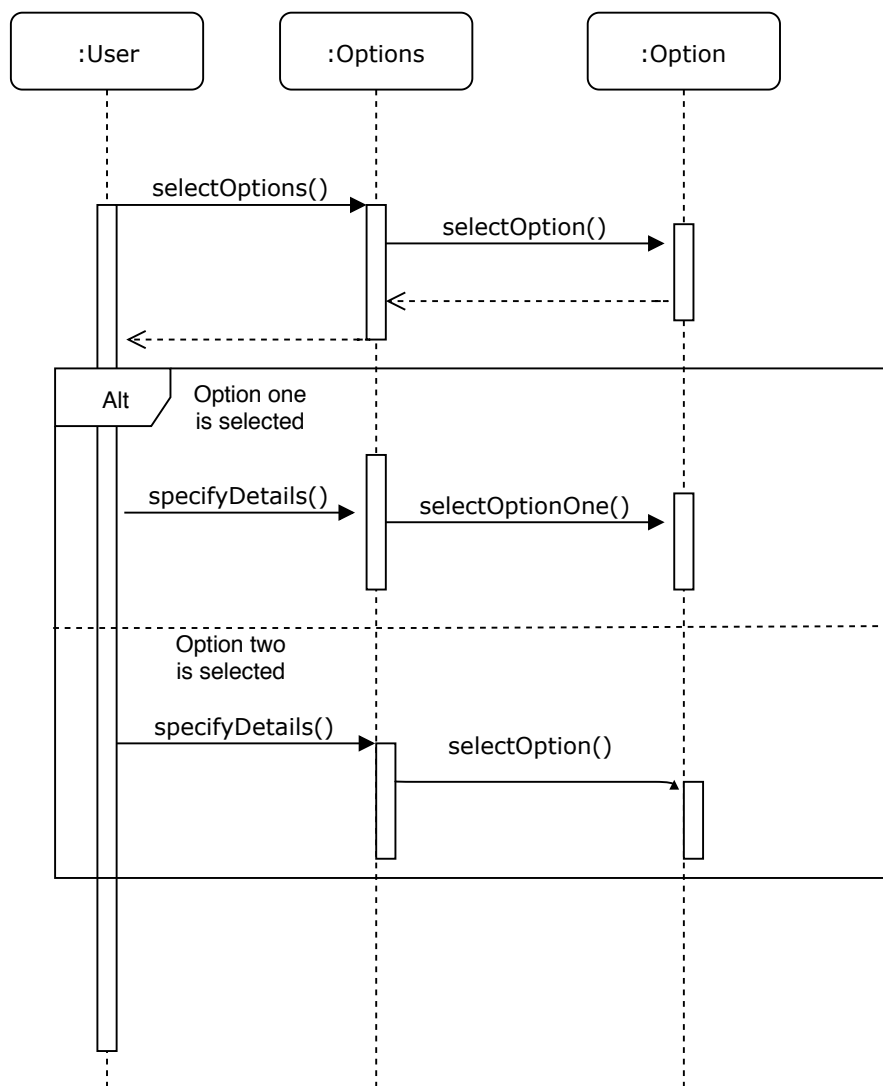 :User
:Options
:Option
selectOptions()
selectOption()
Alt
Option one
is selected
specifyDetails()
selectOptionOne()
Option two
is selected
specifyDetails()
selectOption()